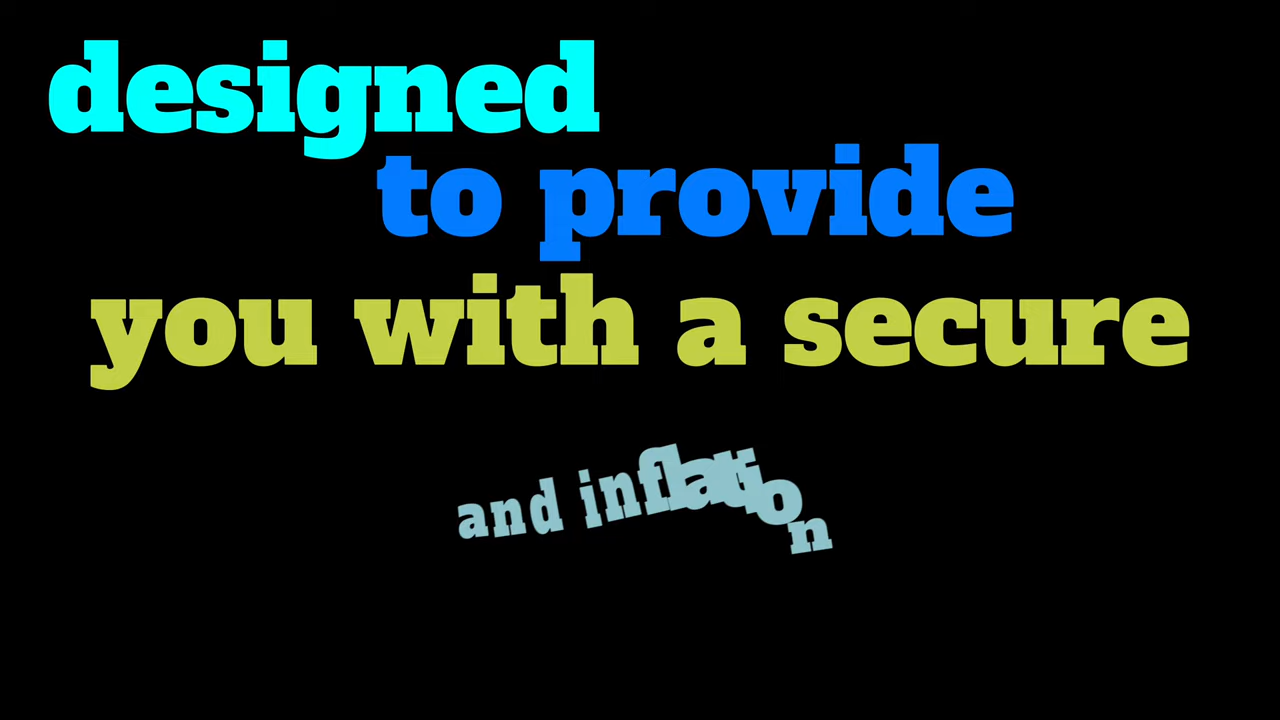 designed
to provide
you with a secure
and inflation